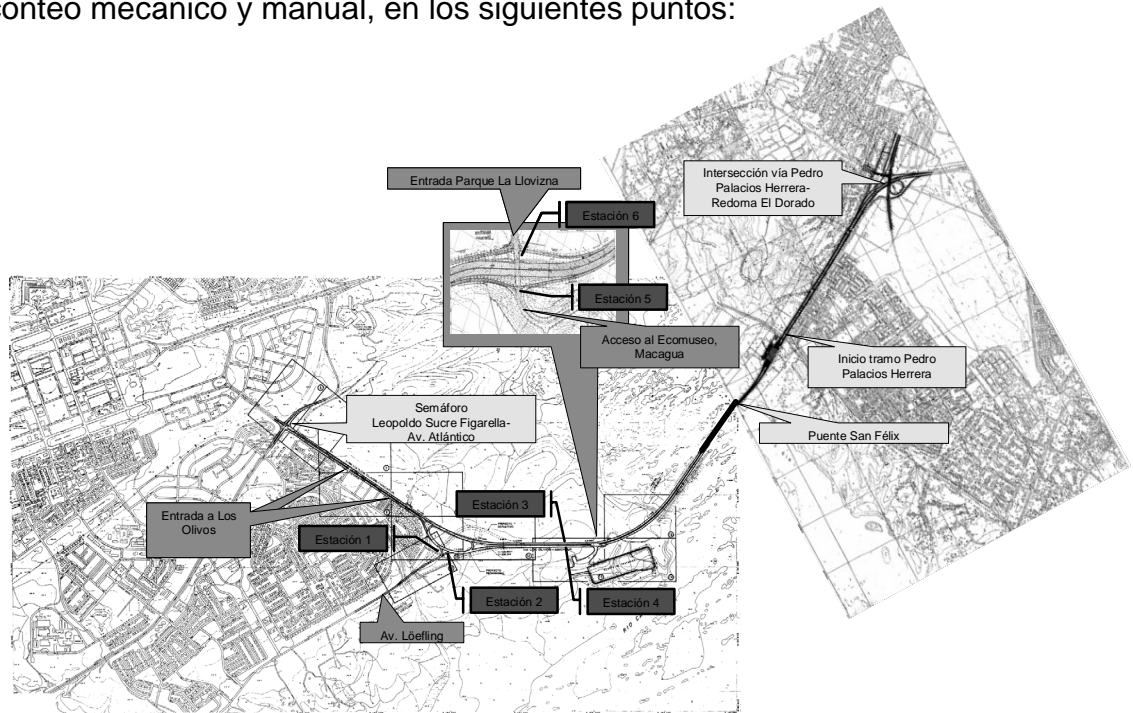 conteo mecánico y manual, en los siguientes puntos:
Entrada Parque La Llovizna
Intersección vía Pedro
Palacios Herrera-
Redoma El Dorado
Estación 6
Estación 5
Acceso al Ecomuseo,
Macagua
Inicio tramo Pedro
Palacios Herrera
Semáforo
Leopoldo Sucre Figarella-
Av. Atlántico
Puente San Félix
Entrada a Los
Olivos
Estación 3
Estación 1
Estación 2
Estación 4
Av. Löefling